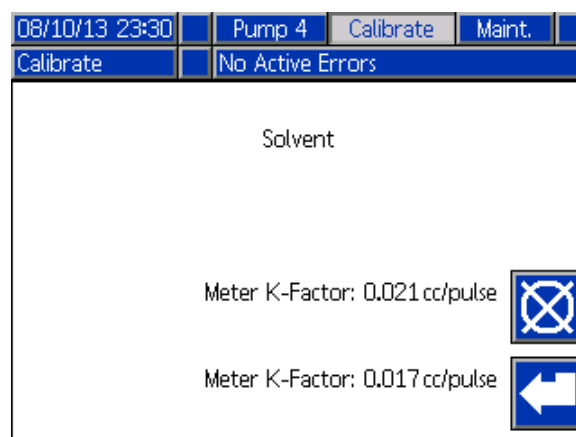 08/10/13 23:30 Pump 4 Calibrate Maint.
Calibrate No Active Errors
Solvent
Meter K-Factor: 0.021 cc/pulse
Meter K-Factor: 0.017 cc/pulse